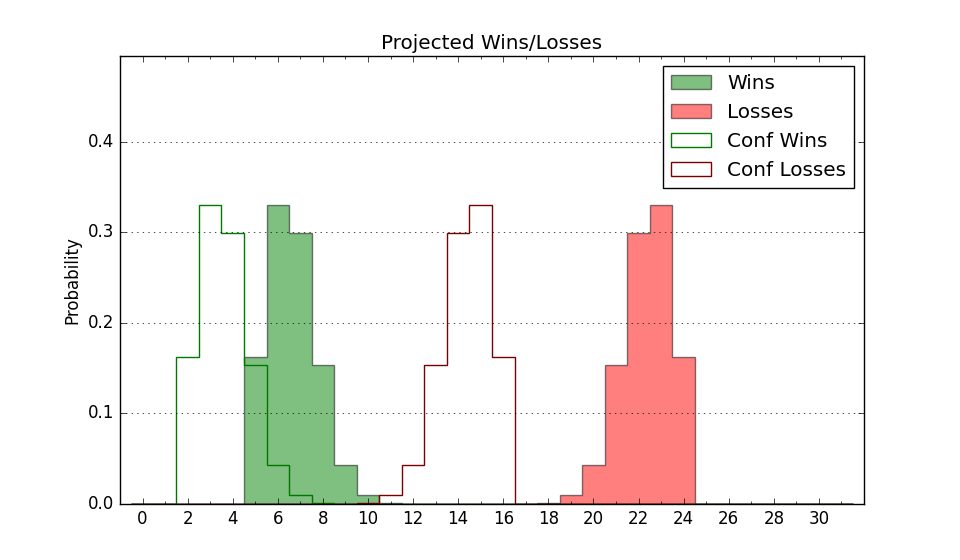 Projected Wins/Losses
Wins
Losses
Conf Wins
Conf Losses
Probability
0.4
0.3
0.2
0.1
0.0
0 2 4 6 8 10 12 14 16 18 20 22 24 26 28 30